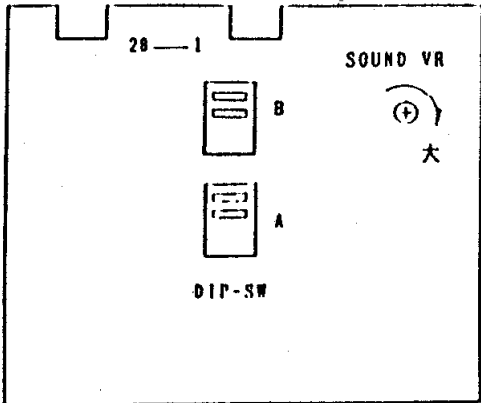 28 — 1
SOUND VR
B
大
A
DIP-SW